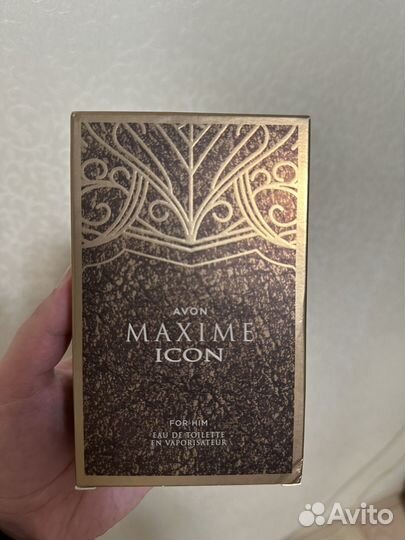 AVON
MAXIME
ICON
FOR HIM
EAU DE TOILETTE
EN VAPORISATEUR
Avito